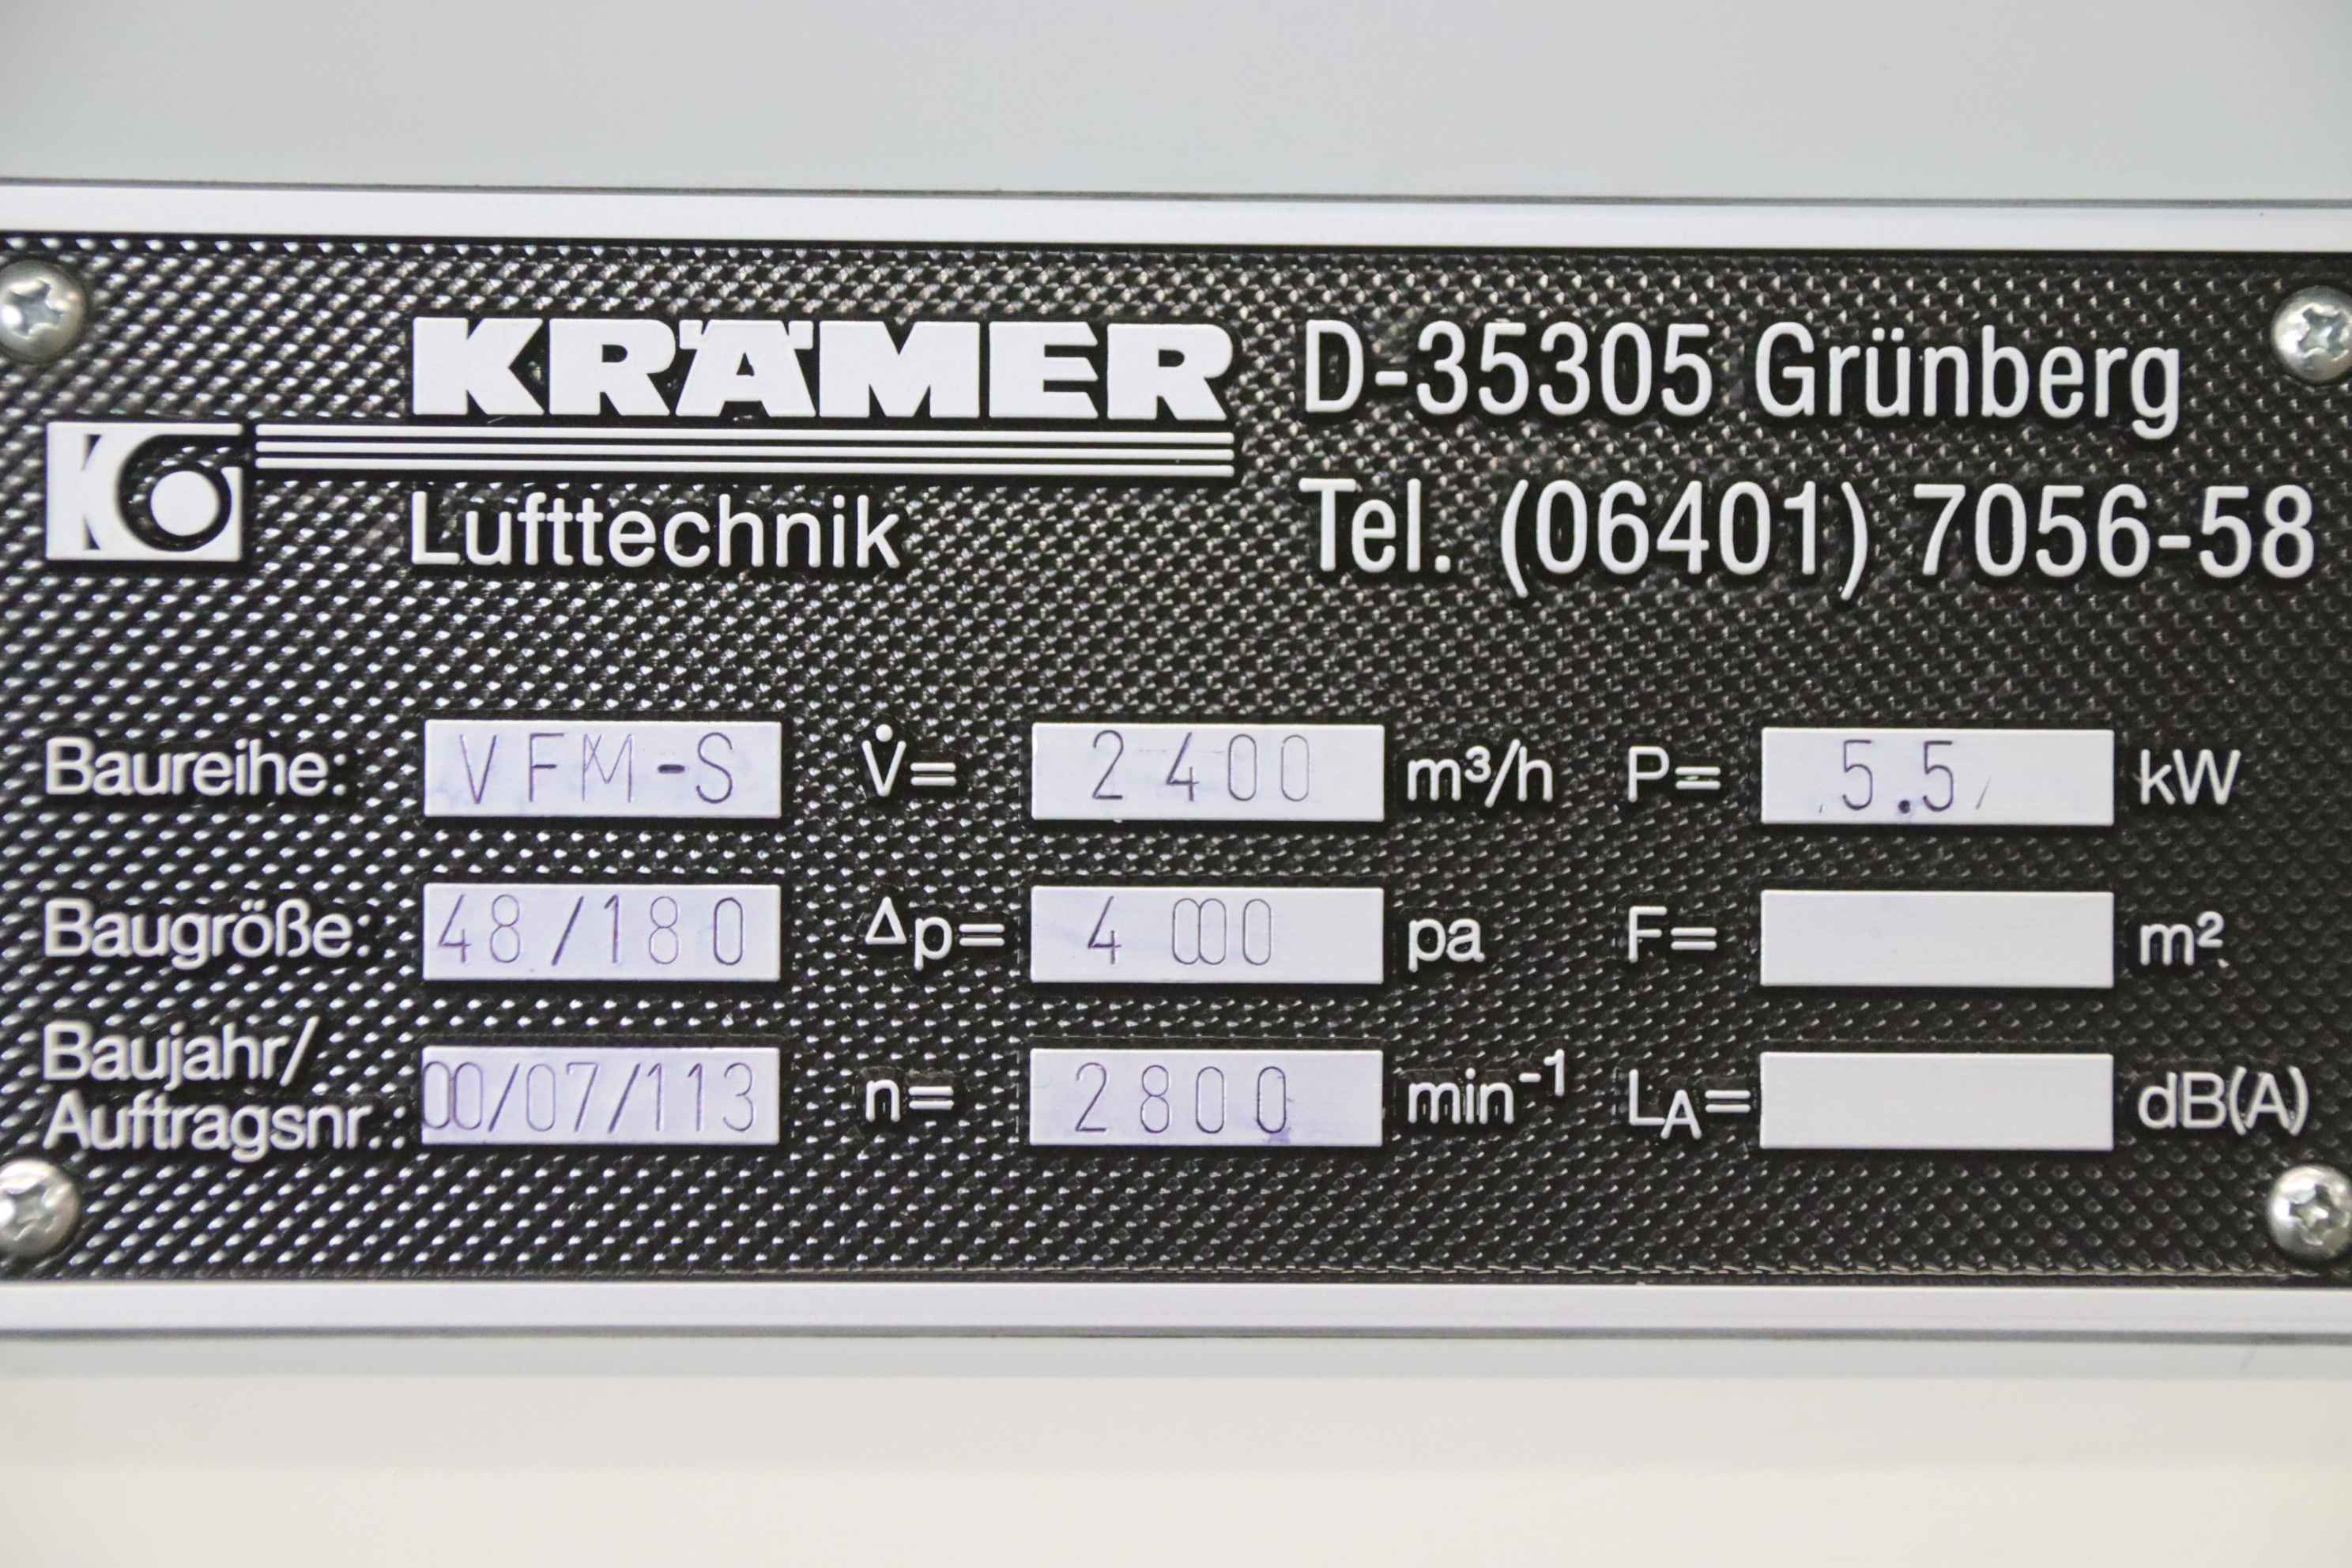 KRÄMER D-35305 Grünberg
Lufttechnik Tel. (06401) 7056-58
Baureihe: VFM-S V̇= 2400 m³/h P= 5.5 kW
Baugröße: 48/180 Δp= 4000 pa F= m²
Baujahr/
Auftragsnr.: 00/07/113 n= 2800 min⁻¹ LA= dB(A)